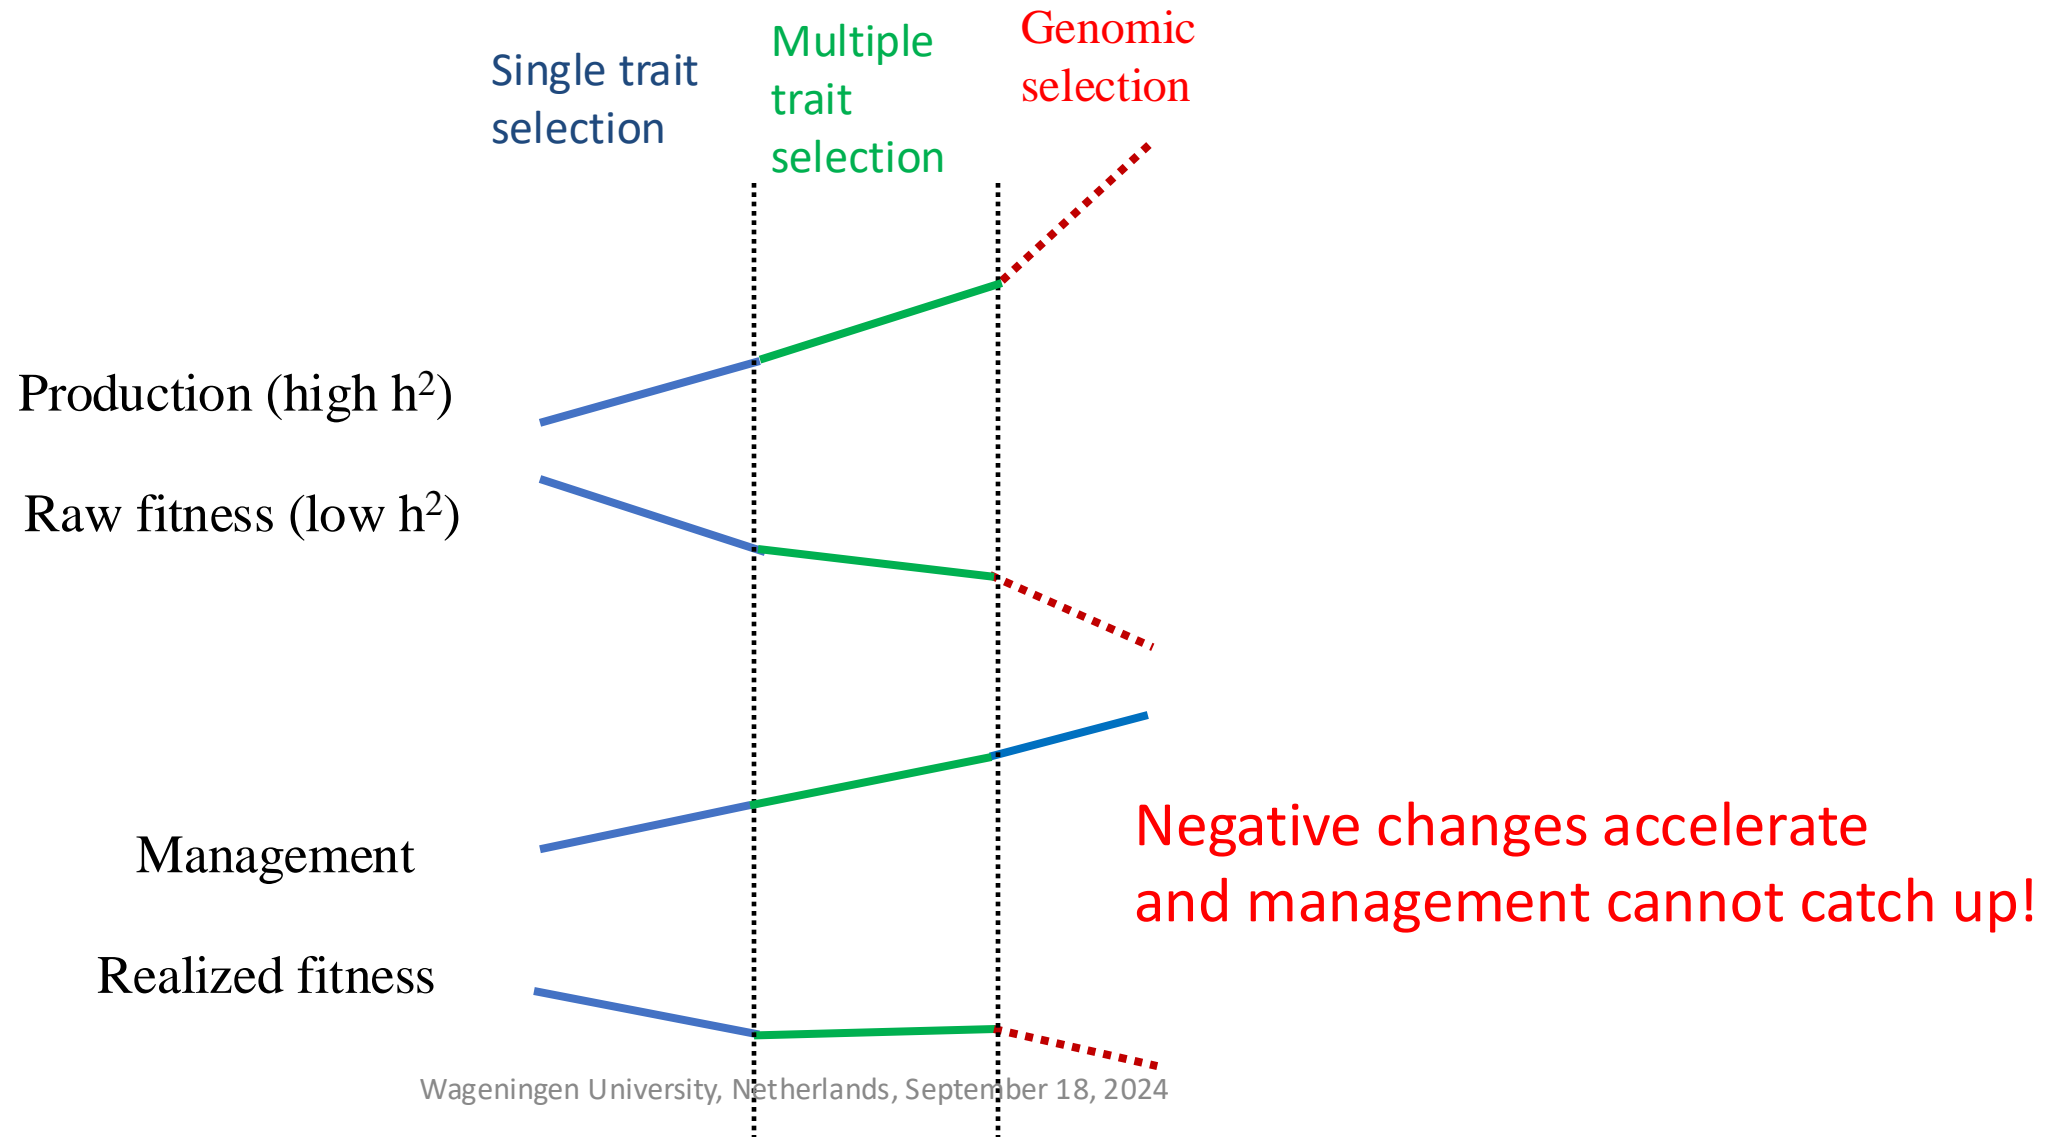 Single trait
selection
Multiple
trait
selection
Genomic
selection
Production (high h²)
Raw fitness (low h²)
Management
Realized fitness
Negative changes accelerate
and management cannot catch up!
Wageningen University, Netherlands, September 18, 2024